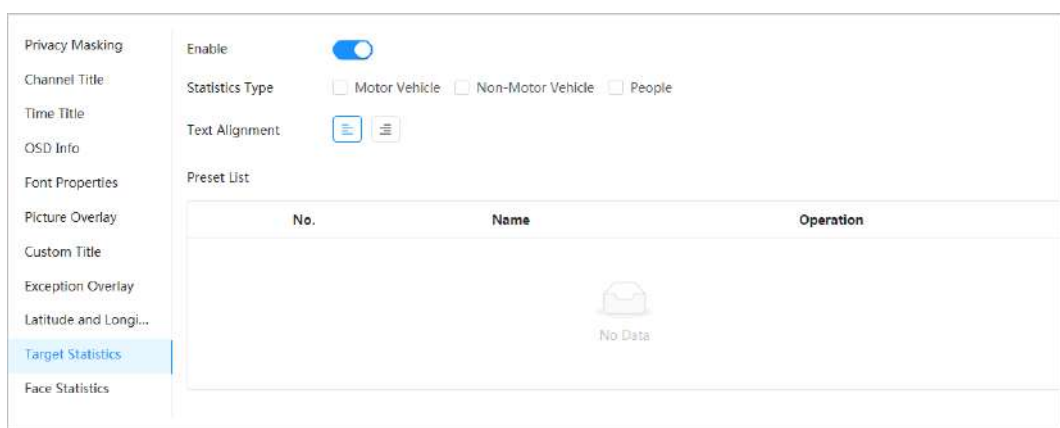 Privacy Masking
Channel Title
Time Title
OSD Info
Font Properties
Picture Overlay
Custom Title
Exception Overlay
Latitude and Longi...
Target Statistics
Face Statistics
Enable
Statistics Type Motor Vehicle Non-Motor Vehicle People
Text Alignment
Preset List
No. Name Operation
No Data